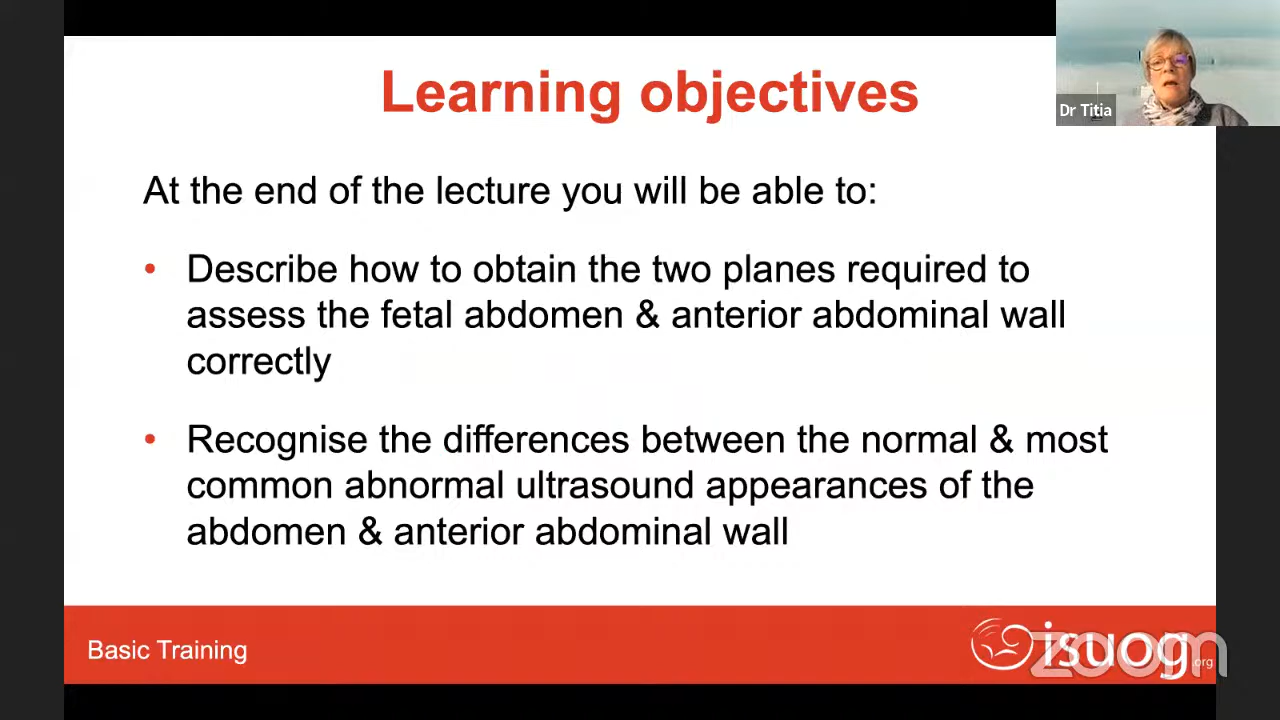 Learning objectives
Dr Titia
At the end of the lecture you will be able to:
• Describe how to obtain the two planes required to
assess the fetal abdomen & anterior abdominal wall
correctly
• Recognise the differences between the normal & most
common abnormal ultrasound appearances of the
abdomen & anterior abdominal wall
Basic Training
isuog.org
zoom